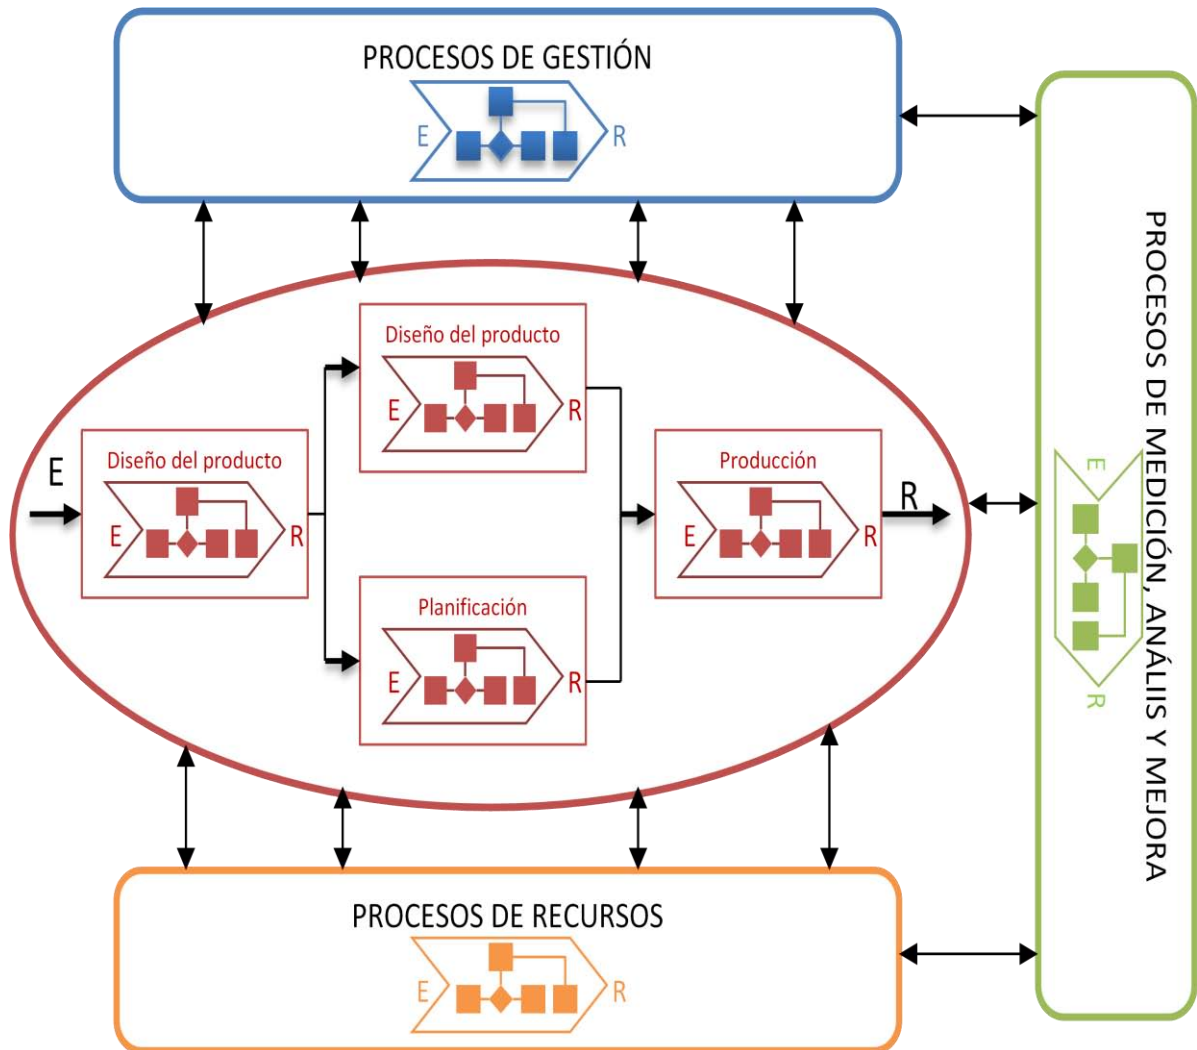 PROCESOS DE GESTIÓN
E
R
Diseño del producto
E
R
E
Diseño del producto
E
R
Planificación
E
R
Producción
E
R
R
PROCESOS DE RECURSOS
E
R
PROCESOS DE MEDICIÓN, ANÁLIIS Y MEJORA
E
R